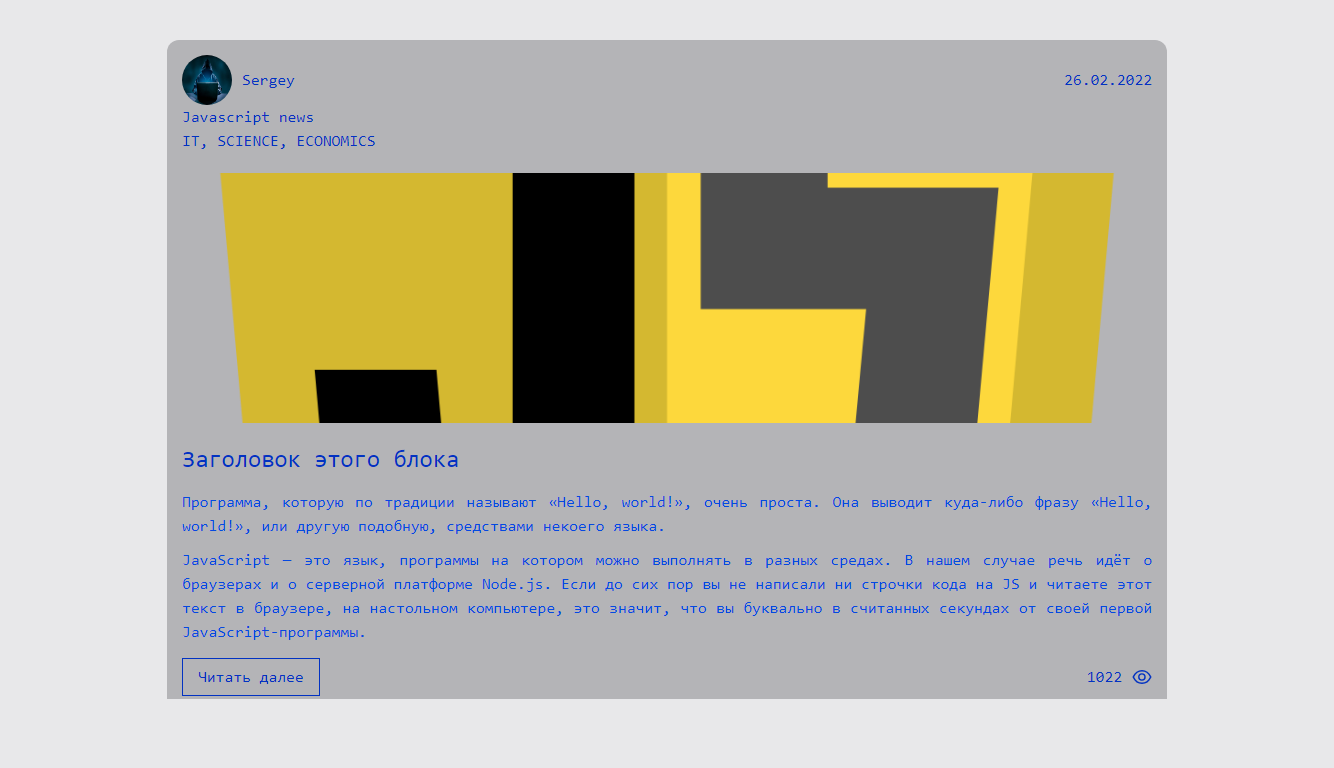 Sergey
26.02.2022
Javascript news
IT, SCIENCE, ECONOMICS
Заголовок этого блока
Программа, которую по традиции называют «Hello, world!», очень проста. Она выводит куда-либо фразу «Hello,
world!», или другую подобную, средствами некоего языка.
JavaScript — это язык, программы на котором можно выполнять в разных средах. В нашем случае речь идёт о
браузерах и о серверной платформе Node.js. Если до сих пор вы не написали ни строчки кода на JS и читаете этот
текст в браузере, на настольном компьютере, это значит, что вы буквально в считанных секундах от своей первой
JavaScript-программы.
Читать далее
1022